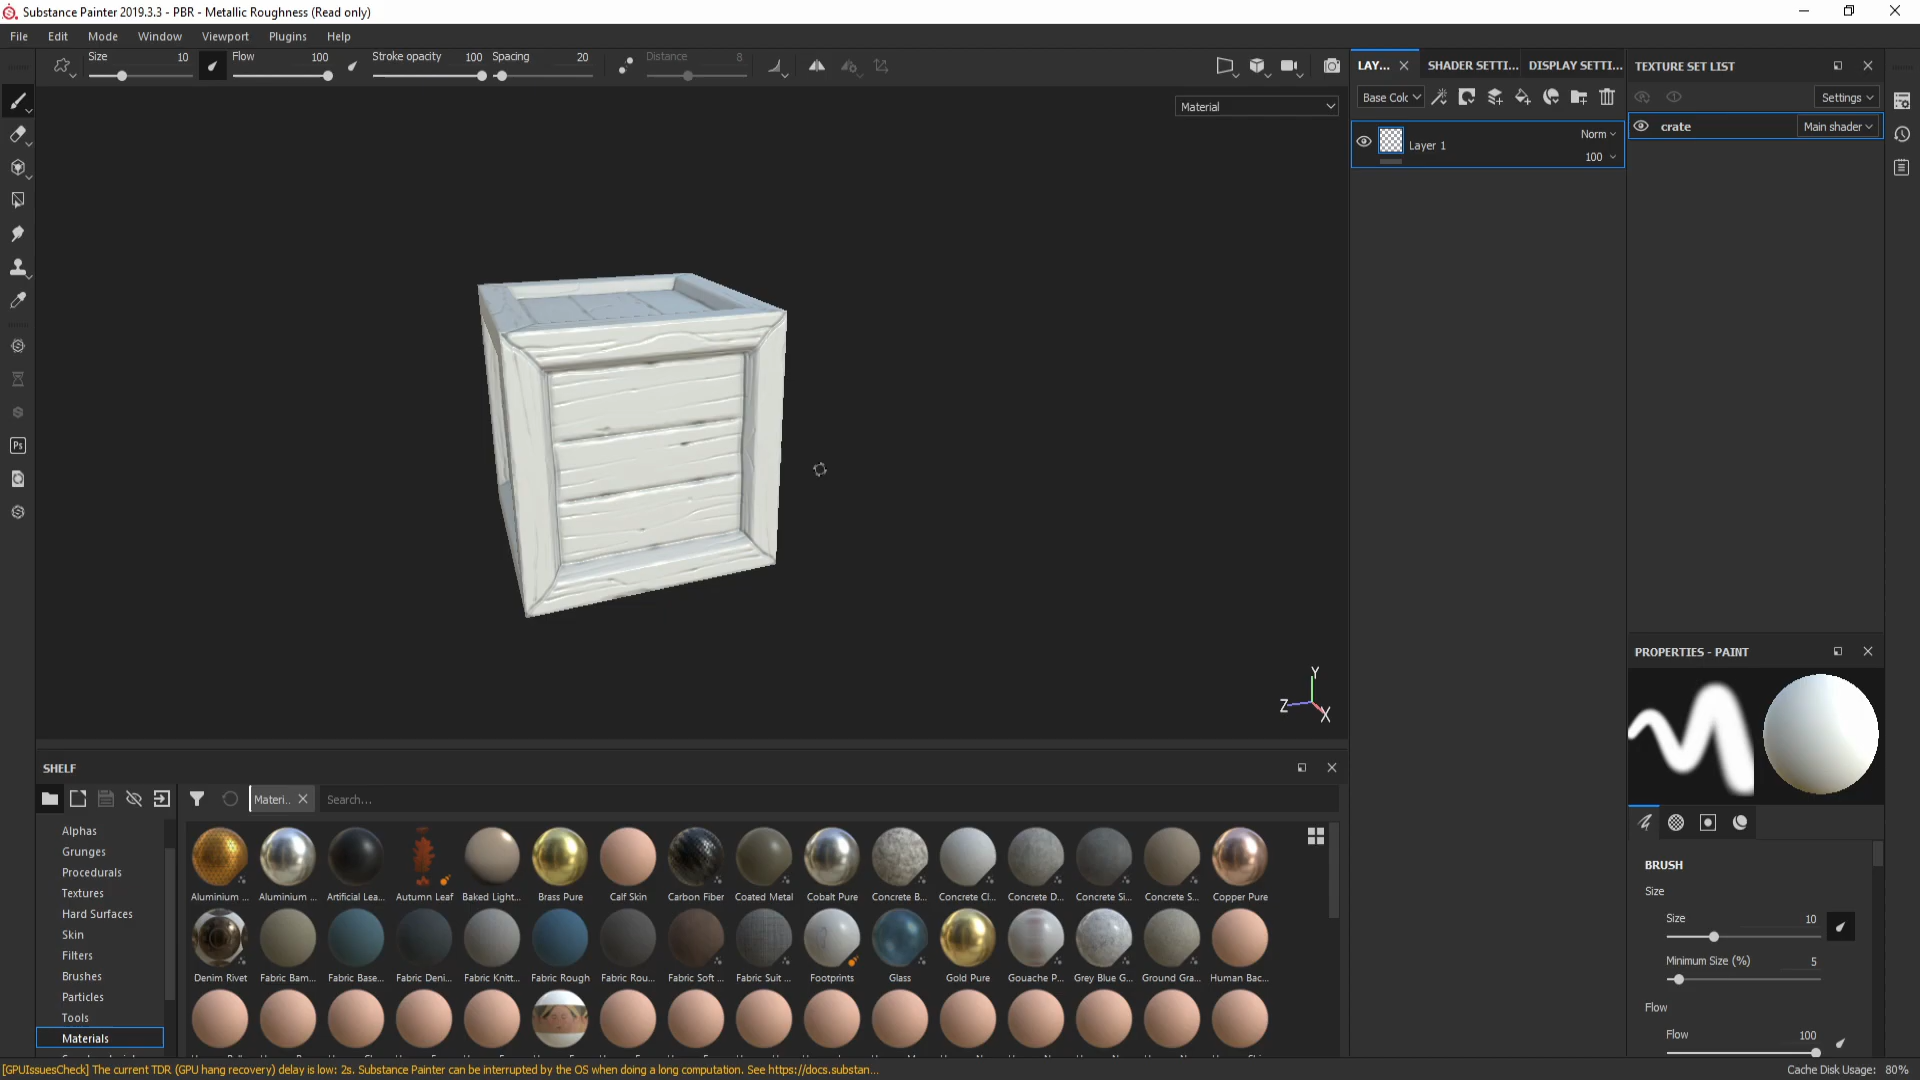 Substance Painter 2019.3.3 - PBR - Metallic Roughness (Read only)
File Edit Mode Window Viewport Plugins Help
Size 10 Flow 100 Stroke opacity 100 Spacing 20 Distance 8
Material
LAY... SHADER SETTI... DISPLAY SETTI...
Base Colo
Norm
Layer 1
100
TEXTURE SET LIST
Settings
crate Main shader
Ps
Y
Z
X
PROPERTIES - PAINT
BRUSH
Size
Size 10
Minimum Size (%) 5
Flow
Flow 100
SHELF
Materi..
Search...
Alphas
Grunges
Procedurals
Textures
Hard Surfaces
Skin
Filters
Brushes
Particles
Tools
Materials
Aluminium ... Aluminium ... Artificial Lea... Autumn Leaf Baked Light... Brass Pure Calf Skin Carbon Fiber Coated Metal Cobalt Pure Concrete B... Concrete Cl... Concrete D... Concrete Si... Concrete S... Copper Pure
Denim Rivet Fabric Bam... Fabric Base... Fabric Deni... Fabric Knitt... Fabric Rough Fabric Rou... Fabric Soft ... Fabric Suit ... Footprints Glass Gold Pure Gouache P... Grey Blue G... Ground Gra... Human Bac...
[GPUIssuesCheck] The current TDR (GPU hang recovery) delay is low: 2s. Substance Painter can be interrupted by the OS when doing a long computation. See https://docs.substan...
Cache Disk Usage: 80%